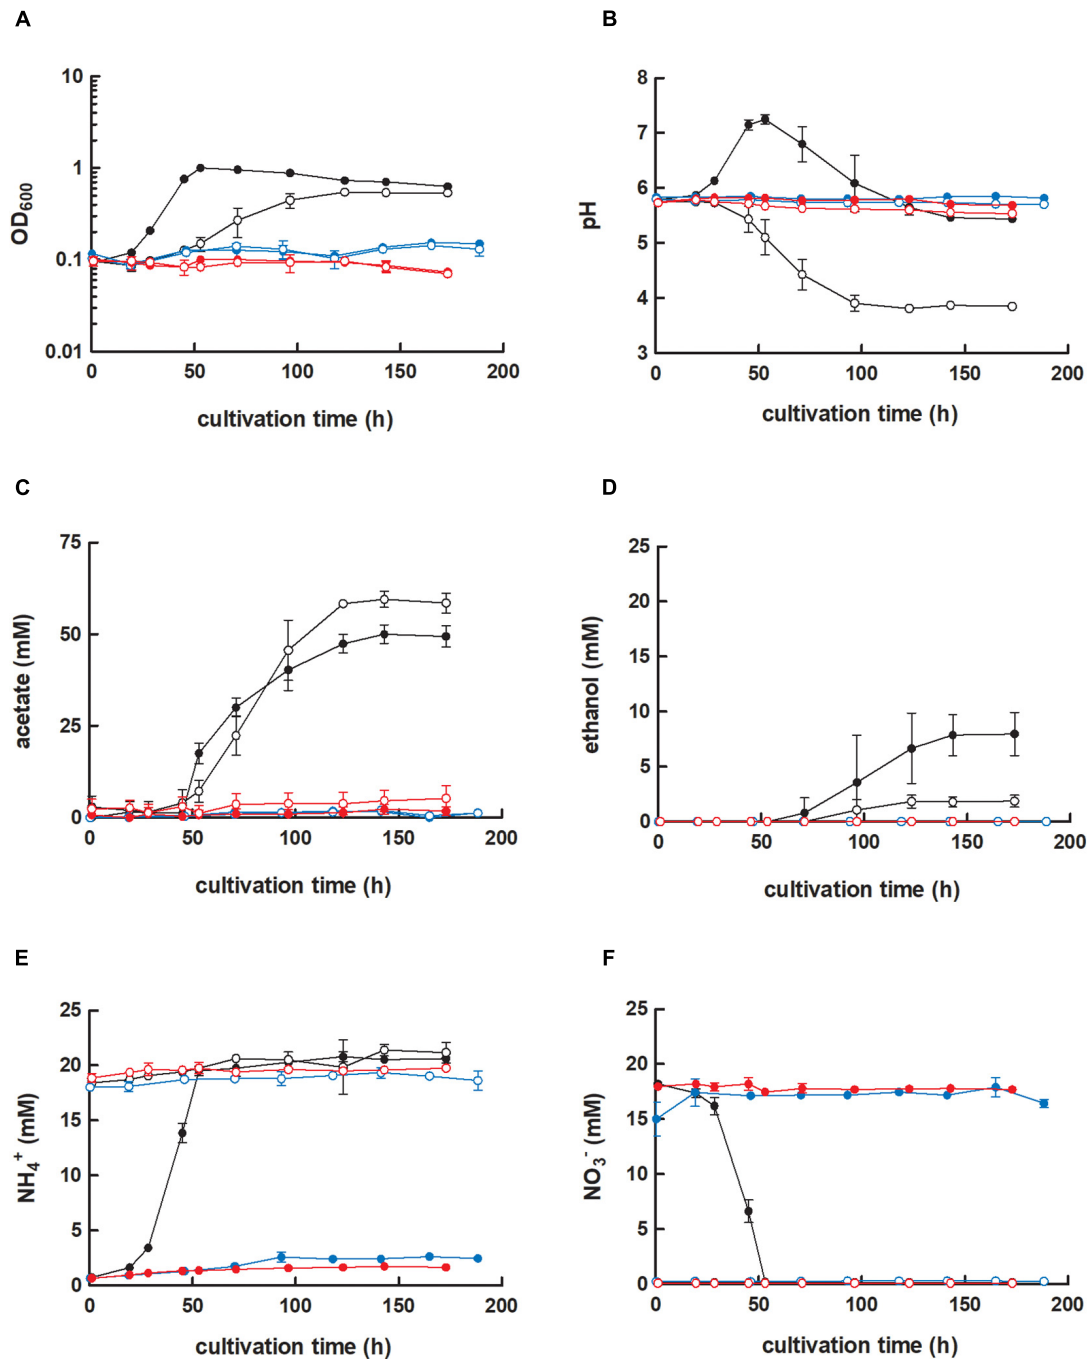 A
OD600
10
1
0.1
0.01
0 50 100 150 200
cultivation time (h)
B
pH
8
7
6
5
4
3
0 50 100 150 200
cultivation time (h)
C
acetate (mM)
75
50
25
0
0 50 100 150 200
cultivation time (h)
D
ethanol (mM)
25
20
15
10
5
0
0 50 100 150 200
cultivation time (h)
E
NH4+ (mM)
25
20
15
10
5
0
0 50 100 150 200
cultivation time (h)
F
NO3- (mM)
25
20
15
10
5
0
0 50 100 150 200
cultivation time (h)